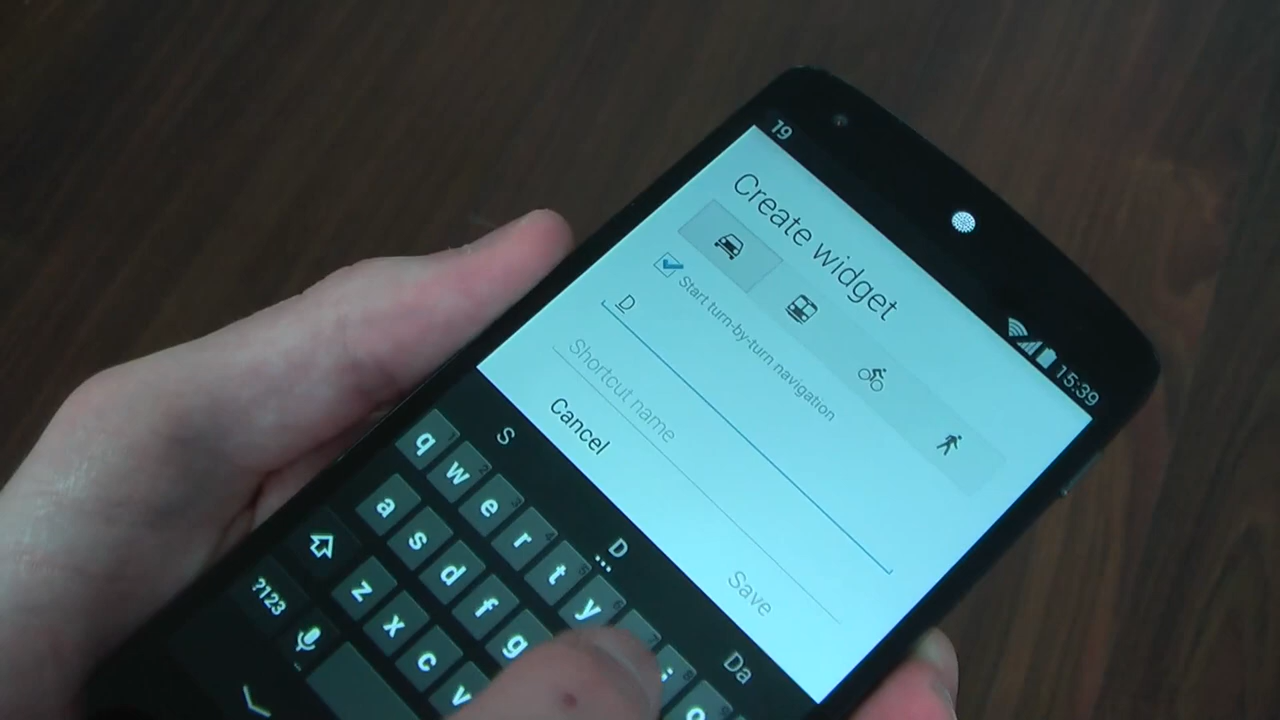 19
15:39
Create widget
Start turn-by-turn navigation
D
Shortcut name
Cancel
Save
S
D
...
Da
q w e r t y
a s d f g
z x c v
?123